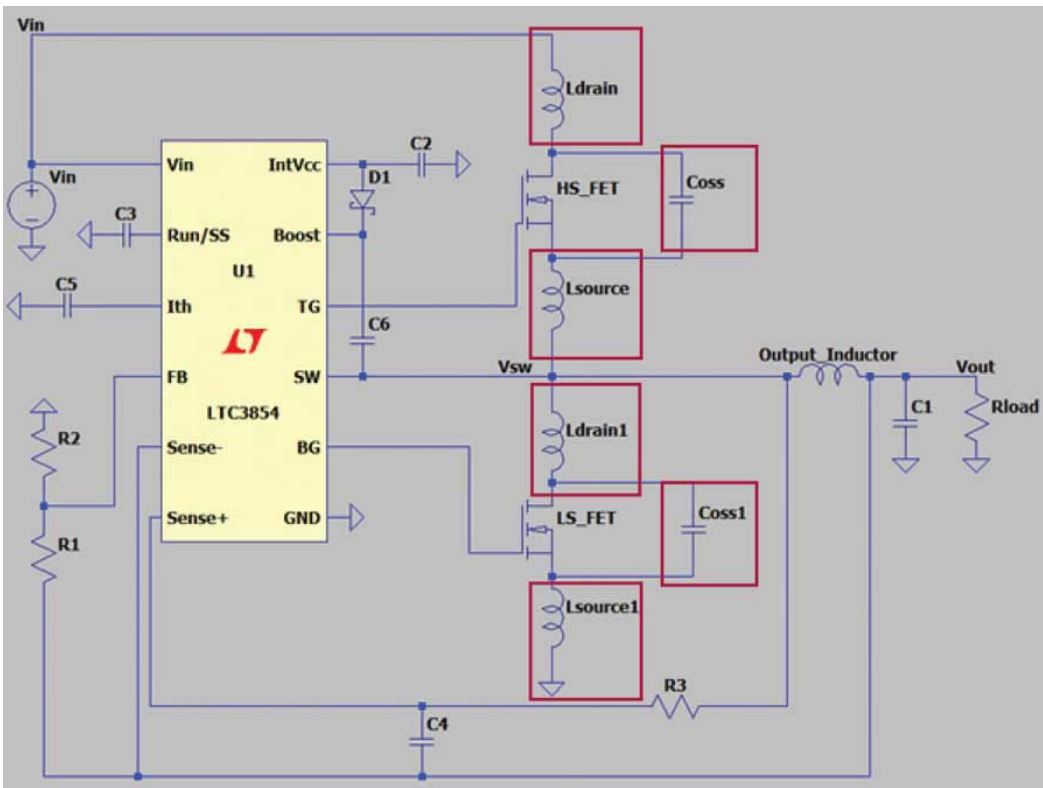 Vin
Ldrain
Vin
IntVcc
C2
Vin
D1
HS_FET
Coss
C3
Run/SS
Boost
U1
Lsource
C5
Ith
TG
C6
Output_Inductor
Vsw
Vout
FB
SW
C1
Rload
LTC3854
R2
Ldrain1
Sense-
BG
Coss1
Sense+
GND
LS_FET
R1
Lsource1
R3
C4